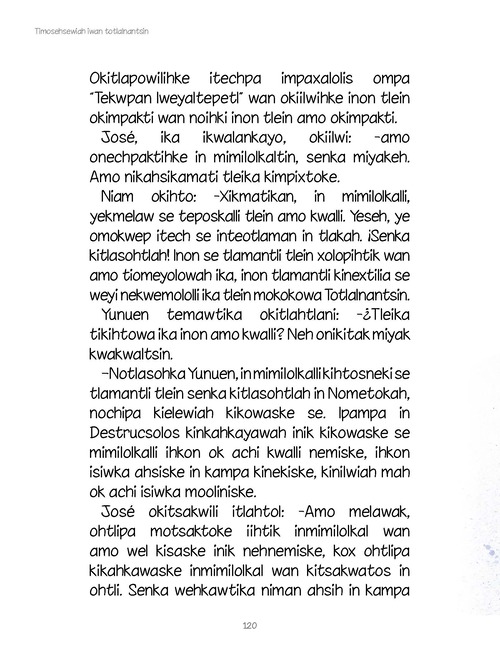 Timosehsewiah iwan totlalnantsin
Okitlapowilihke itechpa impaxalolis ompa
“Tekwpan Iweyaltepetl” wan okiilwihke inon tlein
okimpakti wan noihki inon tlein amo okimpakti.
José, ika ikwalankayo, okiilwi: -amo
onechpaktihke in mimilolkaltin, senka miyakeh.
Amo nikahsikamati tleika kimpixtoke.
Niam okihto: -Xikmatikan, in mimilolkalli,
yekmelaw se teposkalli tlein amo kwalli. Yeseh, ye
omokwep itech se inteotlaman in tlakah. ¡Senka
kitlasohtlah! Inon se tlamantli tlein xolopihtik wan
amo tiomeyolowah ika, inon tlamantli kinextilia se
weyi nekwemololli ika tlein mokokowa Totlalnantsin.
Yunuen temawtika okitlahtlani: -¿Tleika
tikihtowa ika inon amo kwalli? Neh onikitak miyak
kwakwaltsin.
–Notlasohka Yunuen, in mimilolkalli kihtosneki se
tlamantli tlein senka kitlasohtlah in Nometokah,
nochipa kielewiah kikowaske se. Ipampa in
Destrucsolos kinkahkayawah inik kikowaske se
mimilolkalli ihkon ok achi kwalli nemiske, ihkon
isiwka ahsiske in kampa kinekiske, kinilwiah mah
ok achi isiwka mooliniske.
José okitsakwili itlahtol: -Amo melawak,
ohtlipa motsaktoke iihtik inmimilolkal wan
amo wel kisaske inik nehnemiske, kox ohtlipa
kikahkawaske inmimilolkal wan kitsakwatos in
ohtli. Senka wehkawtika niman ahsih in kampa
120